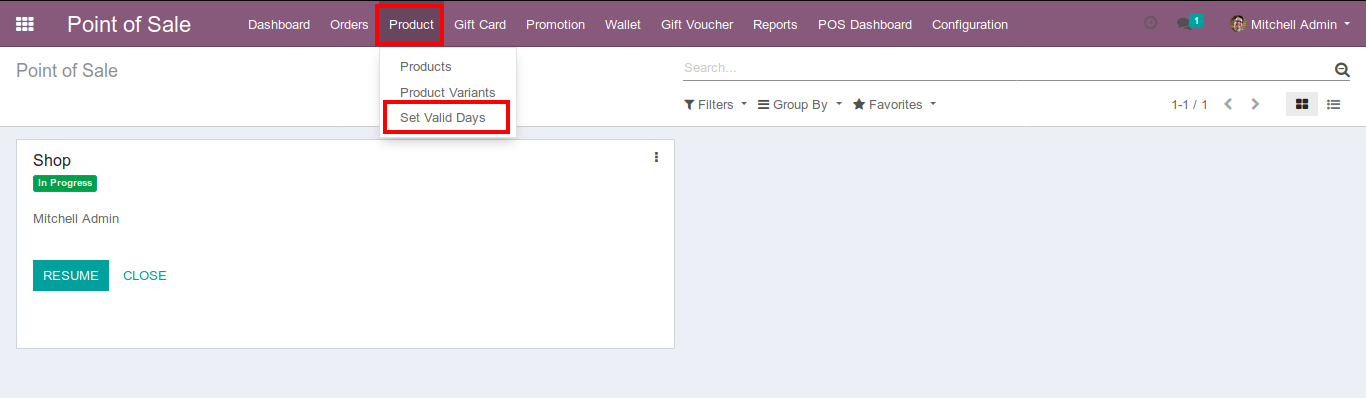 Point of Sale Dashboard Orders Product Gift Card Promotion Wallet Gift Voucher Reports POS Dashboard Configuration 1 Mitchell Admin
Point of Sale
Products
Product Variants
Set Valid Days
Search...
Filters Group By Favorites 1-1 / 1
Shop
In Progress
Mitchell Admin
RESUME CLOSE